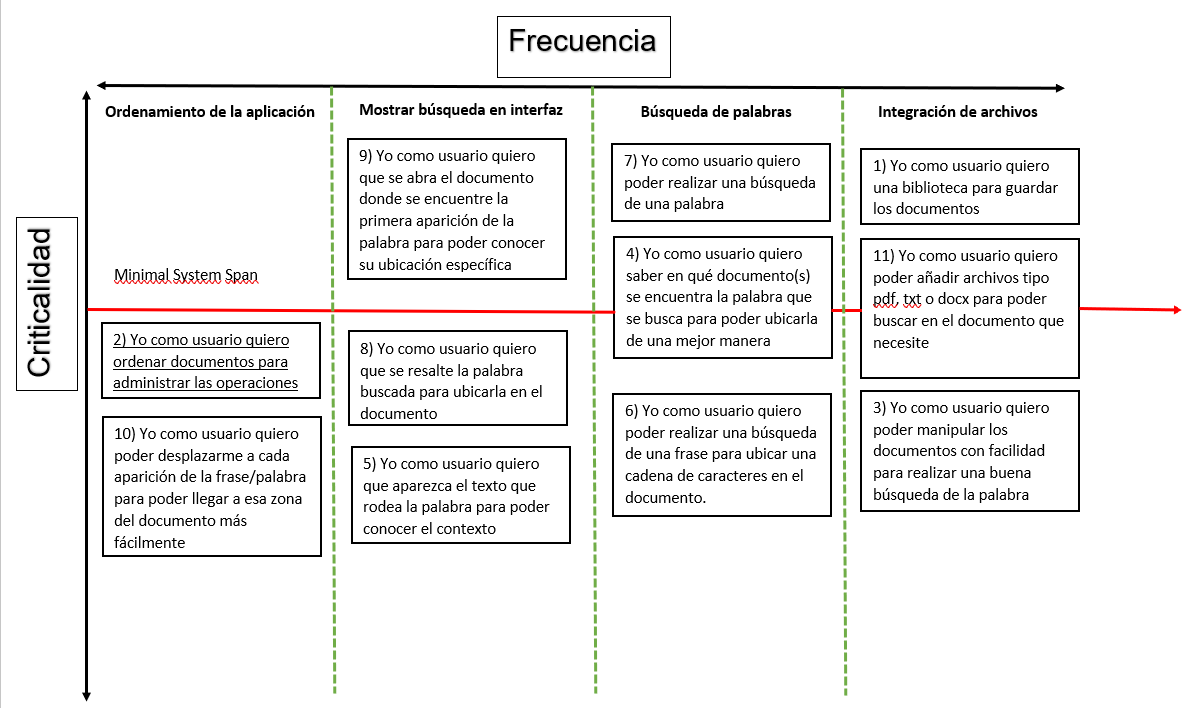 Frecuencia
Criticalidad
Ordenamiento de la aplicación
Minimal System Span
2) Yo como usuario quiero
ordenar documentos para
administrar las operaciones
10) Yo como usuario quiero
poder desplazarme a cada
aparición de la frase/palabra
para poder llegar a esa zona
del documento más
fácilmente
Mostrar búsqueda en interfaz
9) Yo como usuario quiero
que se abra el documento
donde se encuentre la
primera aparición de la
palabra para poder conocer
su ubicación específica
8) Yo como usuario quiero
que se resalte la palabra
buscada para ubicarla en el
documento
5) Yo como usuario quiero
que aparezca el texto que
rodea la palabra para poder
conocer el contexto
Búsqueda de palabras
7) Yo como usuario quiero
poder realizar una búsqueda
de una palabra
4) Yo como usuario quiero
saber en qué documento(s)
se encuentra la palabra que
se busca para poder ubicarla
de una mejor manera
6) Yo como usuario quiero
poder realizar una búsqueda
de una frase para ubicar una
cadena de caracteres en el
documento.
Integración de archivos
1) Yo como usuario quiero
una biblioteca para guardar
los documentos
11) Yo como usuario quiero
poder añadir archivos tipo
pdf, txt o docx para poder
buscar en el documento que
necesite
3) Yo como usuario quiero
poder manipular los
documentos con facilidad
para realizar una buena
búsqueda de la palabra